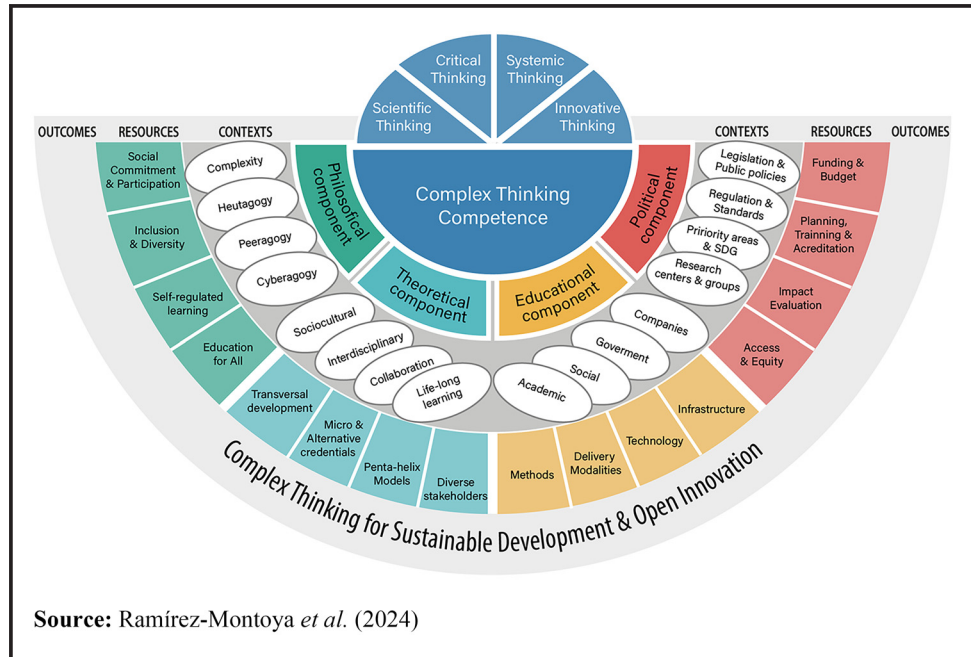 Critical
Thinking
Systemic
Thinking
Scientific
Thinking
Innovative
Thinking
OUTCOMES
RESOURCES
CONTEXTS
CONTEXTS
RESOURCES
OUTCOMES
Complex Thinking
Competence
Philosofical
component
Theoretical
component
Educational
component
Political
component
Complexity
Heutagogy
Peeragogy
Cyberagogy
Sociocultural
Interdisciplinary
Collaboration
Life-long
learning
Academic
Social
Goverment
Companies
Research
centers & groups
Pririority areas
& SDG
Regulation &
Standards
Legislation &
Public policies
Social
Commitment
& Participation
Inclusion
& Diversity
Self-regulated
learning
Education
for All
Transversal
development
Micro &
Alternative
credentials
Penta-helix
Models
Diverse
stakeholders
Methods
Delivery
Modalities
Technology
Infrastructure
Access
& Equity
Impact
Evaluation
Planning,
Trainning &
Acreditation
Funding &
Budget
Complex Thinking for Sustainable Development & Open Innovation
Source: Ramírez-Montoya et al. (2024)